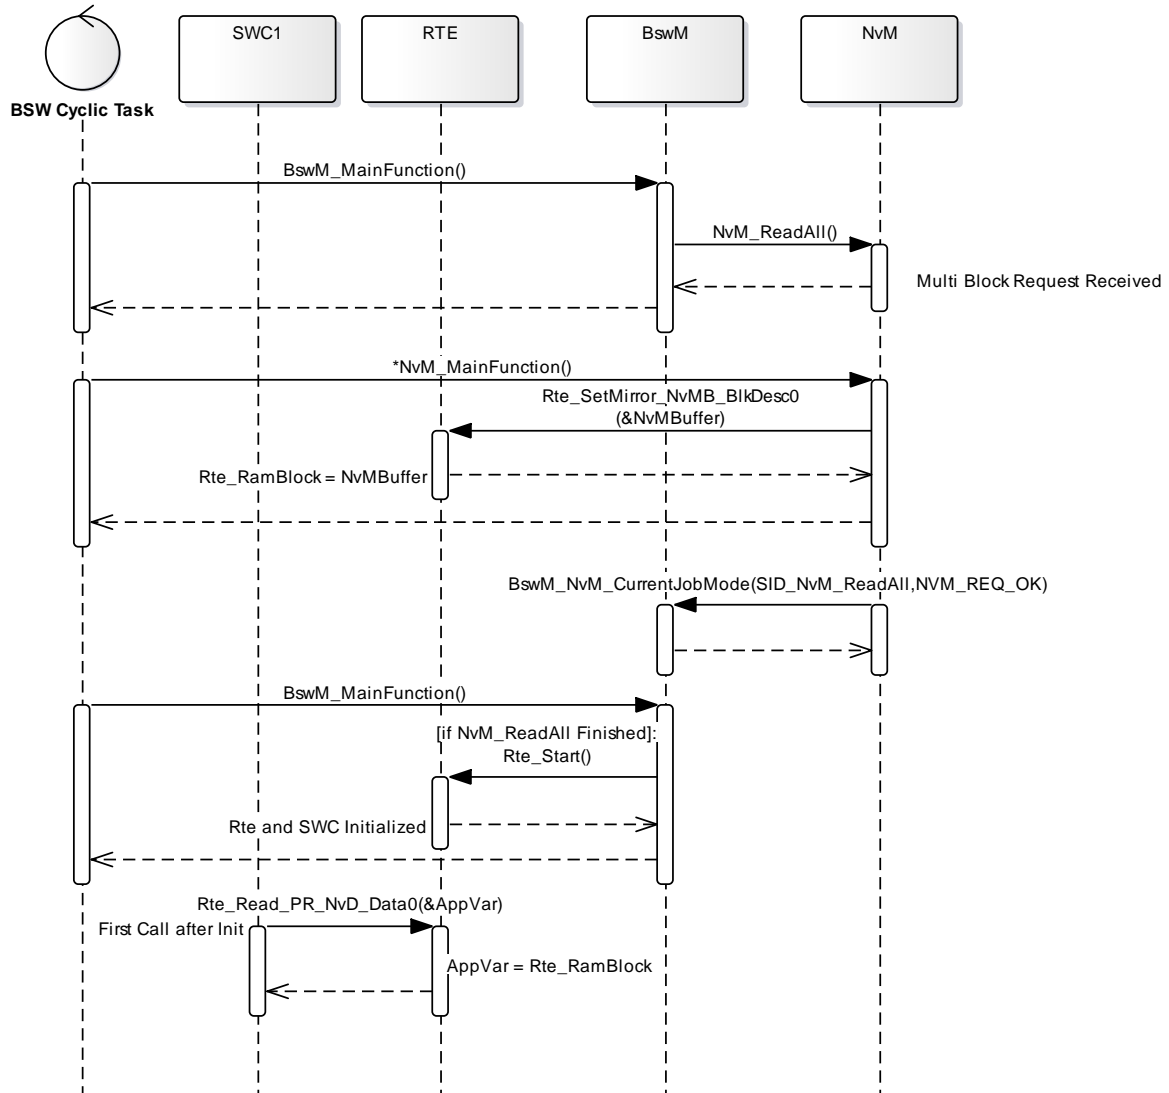 SWC1
RTE
BswM
NvM
BSW Cyclic Task
BswM_MainFunction()
NvM_ReadAll()
Multi Block Request Received
*NvM_MainFunction()
Rte_SetMirror_NvMB_BlkDesc0
(&NvMBuffer)
Rte_RamBlock = NvMBuffer
BswM_NvM_CurrentJobMode(SID_NvM_ReadAll,NVM_REQ_OK)
BswM_MainFunction()
[if NvM_ReadAll Finished]:
Rte_Start()
Rte and SWC Initialized
Rte_Read_PR_NvD_Data0(&AppVar)
First Call after Init
AppVar = Rte_RamBlock